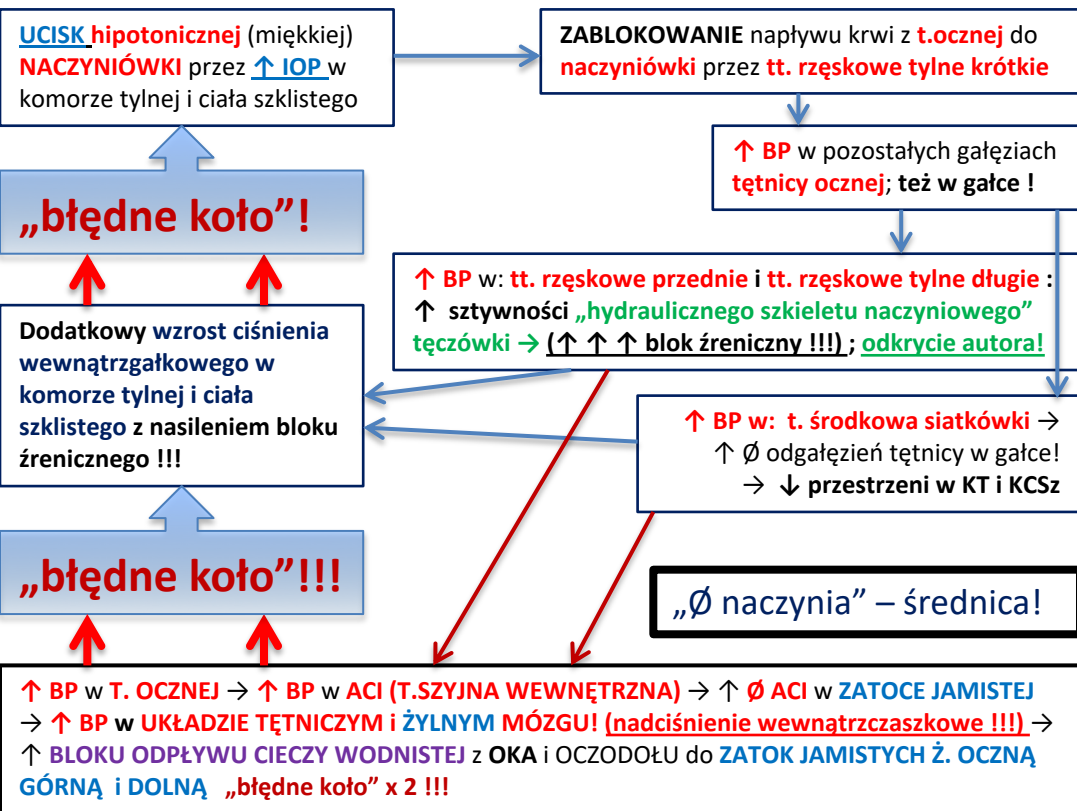 UCISK hipotonicznej (miękkiej)
NACZYNIÓWKI przez ↑ IOP w
komorze tylnej i ciała szklistego
ZABLOKOWANIE napływu krwi z t.ocznej do
naczyniówki przez tt. rzęskowe tylne krótkie
↑ BP w pozostałych gałęziach
tętnicy ocznej; też w gałce !
„błędne koło”!
↑ BP w: tt. rzęskowe przednie i tt. rzęskowe tylne długie :
↑ sztywności „hydraulicznego szkieletu naczyniowego”
tęczówki → (↑ ↑ ↑ blok źreniczny !!!) ; odkrycie autora!
Dodatkowy wzrost ciśnienia
wewnątrzgałkowego w
komorze tylnej i ciała
szklistego z nasileniem bloku
źrenicznego !!!
↑ BP w: t. środkowa siatkówki →
↑ Ø odgałęzień tętnicy w gałce!
→ ↓ przestrzeni w KT i KCSz
„błędne koło”!!!
„Ø naczynia” – średnica!
↑ BP w T. OCZNEJ → ↑ BP w ACI (T.SZYJNA WEWNĘTRZNA) → ↑ Ø ACI w ZATOCE JAMISTEJ
→ ↑ BP w UKŁADZIE TĘTNICZYM i ŻYLNYM MÓZGU! (nadciśnienie wewnątrzczaszkowe !!!) →
↑ BLOKU ODPŁYWU CIECZY WODNISTEJ z OKA i OCZODOŁU do ZATOK JAMISTYCH Ż. OCZNĄ
GÓRNĄ i DOLNĄ „błędne koło” x 2 !!!